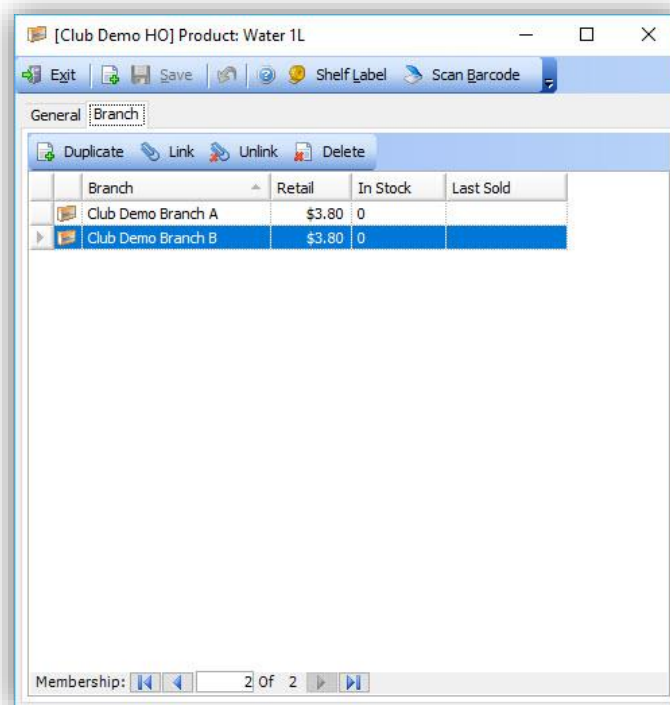 [Club Demo HO] Product: Water 1L
Exit Save Shelf Label Scan Barcode
General Branch
Duplicate Link Unlink Delete
Branch Retail In Stock Last Sold
Club Demo Branch A $3.80 0
Club Demo Branch B $3.80 0
Membership: 2 Of 2